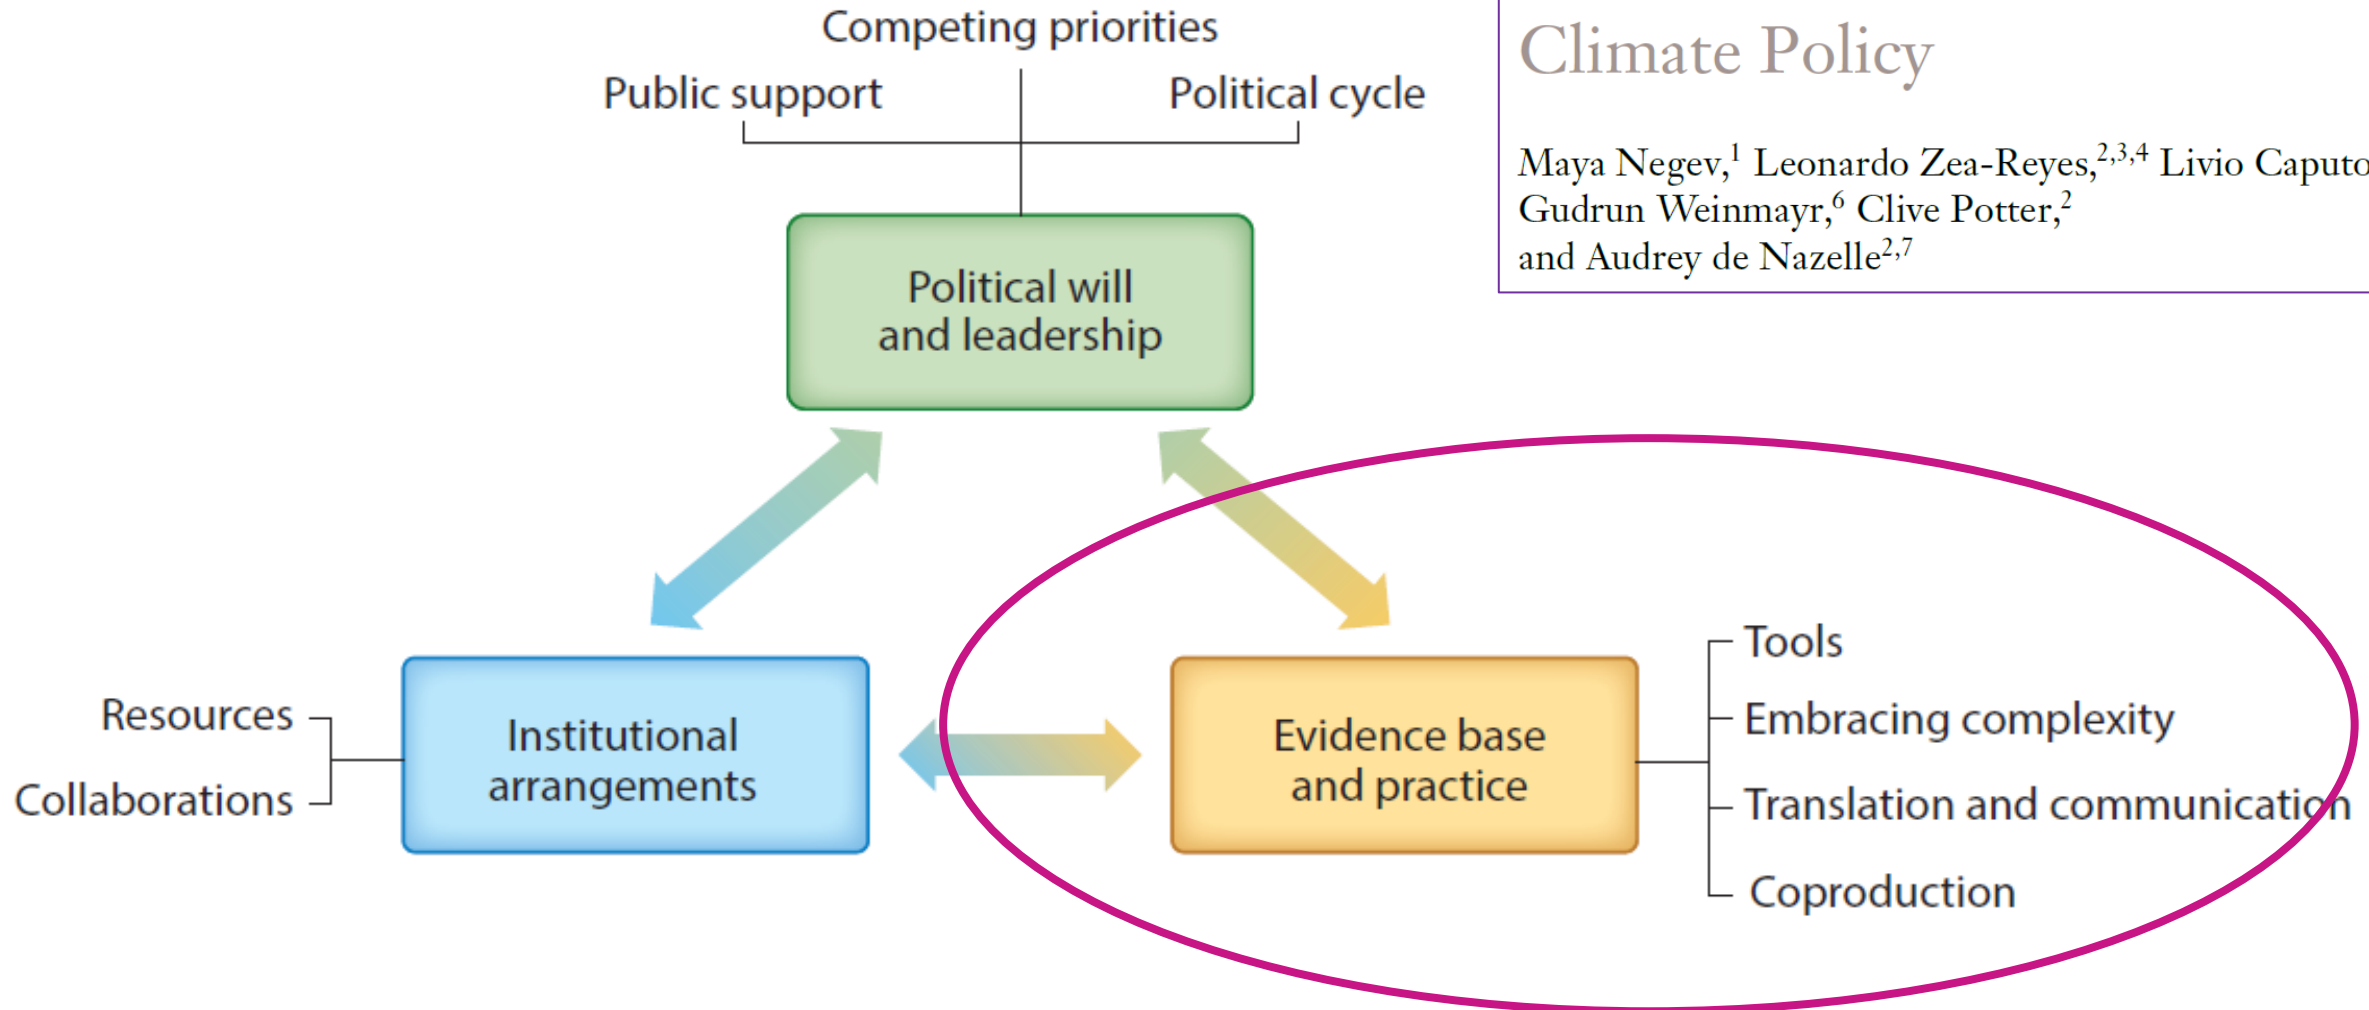 Competing priorities
Public support
Political cycle
Climate Policy
Maya Negev,1 Leonardo Zea-Reyes,2,3,4 Livio Caputo
Gudrun Weinmayr,6 Clive Potter,2
and Audrey de Nazelle2,7
Political will
and leadership
Resources
Collaborations
Institutional
arrangements
Evidence base
and practice
Tools
Embracing complexity
Translation and communication
Coproduction